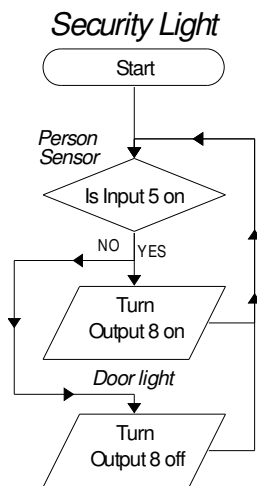 Security Light
Start
Person
Sensor
Is Input 5 on
NO
YES
Turn
Output 8 on
Door light
Turn
Output 8 off